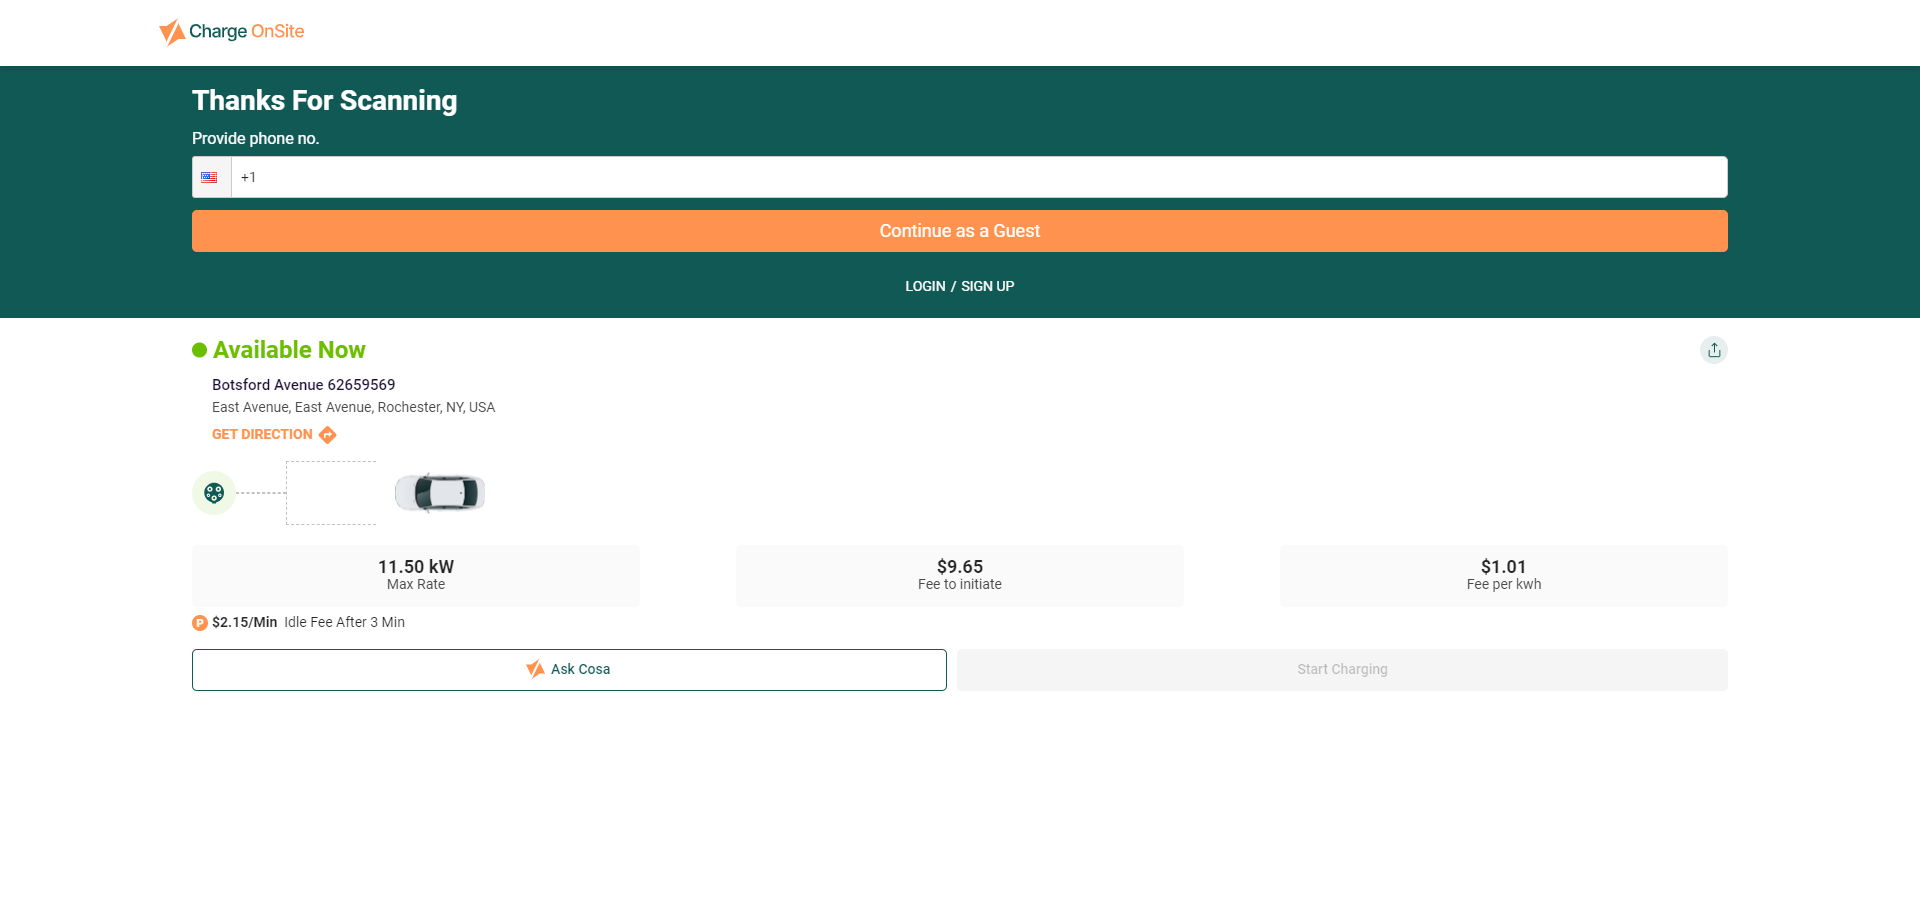 Charge OnSite
Thanks For Scanning
Provide phone no.
+1
Continue as a Guest
LOGIN / SIGN UP
Available Now
Botsford Avenue 62659569
East Avenue, East Avenue, Rochester, NY, USA
GET DIRECTION
11.50 kW
Max Rate
$9.65
Fee to initiate
$1.01
Fee per kwh
P $2.15/Min Idle Fee After 3 Min
Ask Cosa
Start Charging